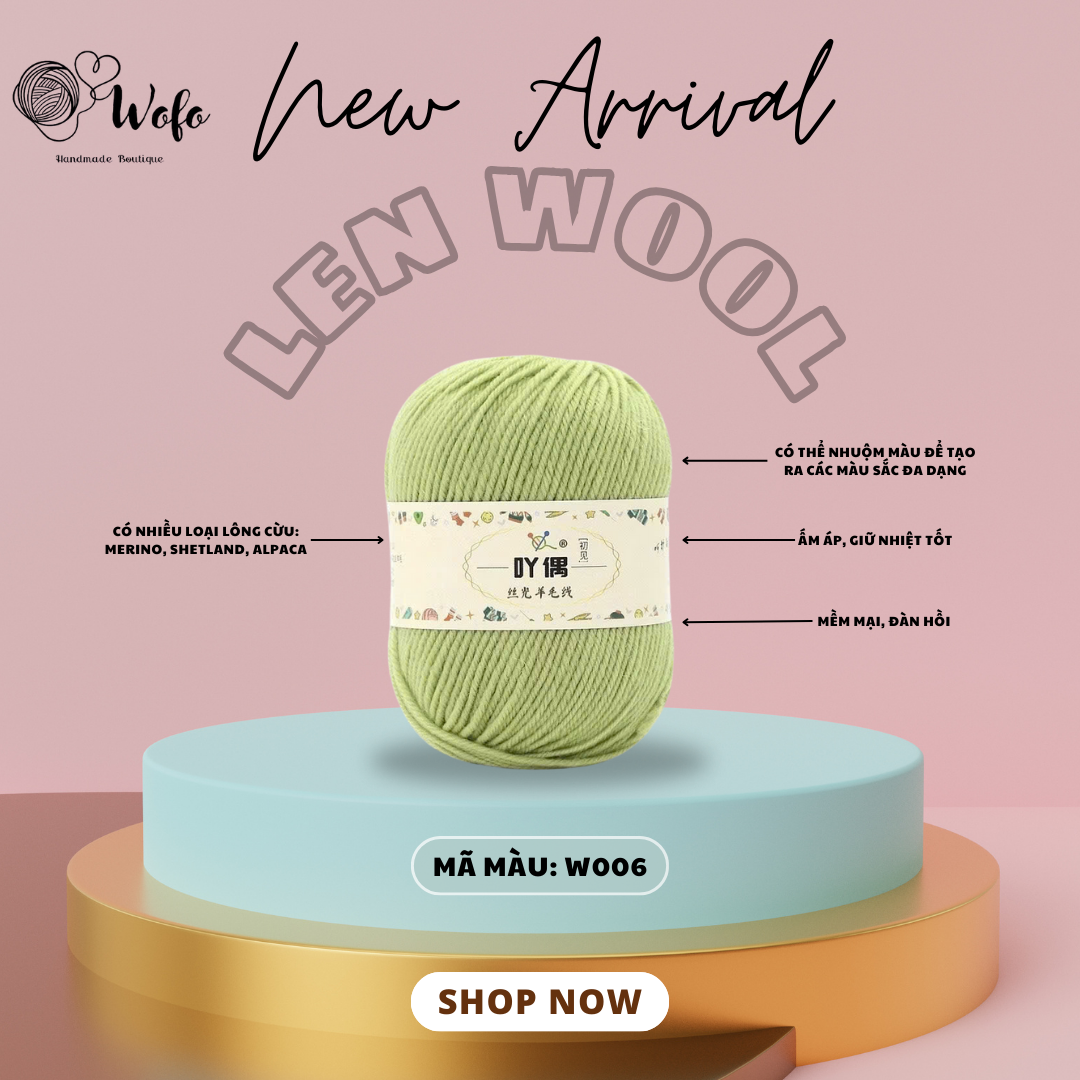 Wofo
Handmade Boutique
New Arrival
LEN WOOL
CÓ THỂ NHUỘM MÀU ĐỂ TẠO
RA CÁC MÀU SẮC ĐA DẠNG
CÓ NHIỀU LOẠI LÔNG CỪU:
MERINO, SHETLAND, ALPACA
ẤM ÁP, GIỮ NHIỆT TỐT
MỀM MẠI, ĐÀN HỒI
®
[初见]
吖偶
丝光羊毛线
MÃ MÀU: W006
SHOP NOW